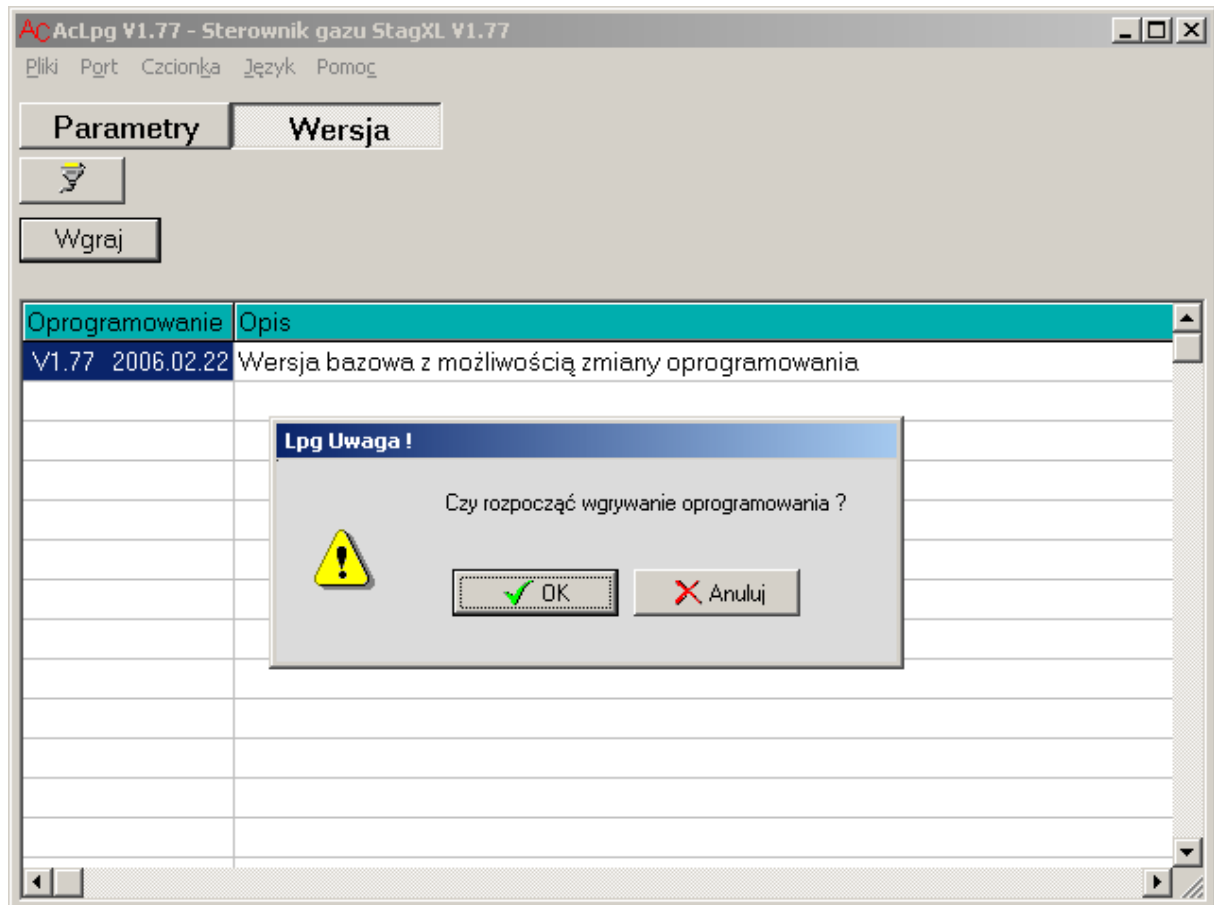 AC AcLpg V1.77 - Sterownik gazu StagXL V1.77
Pliki Port Czcionka Język Pomoc
Parametry Wersja
Wgraj
Oprogramowanie Opis
V1.77 2006.02.22 Wersja bazowa z możliwością zmiany oprogramowania
Lpg Uwaga !
Czy rozpocząć wgrywanie oprogramowania ?
OK Anuluj